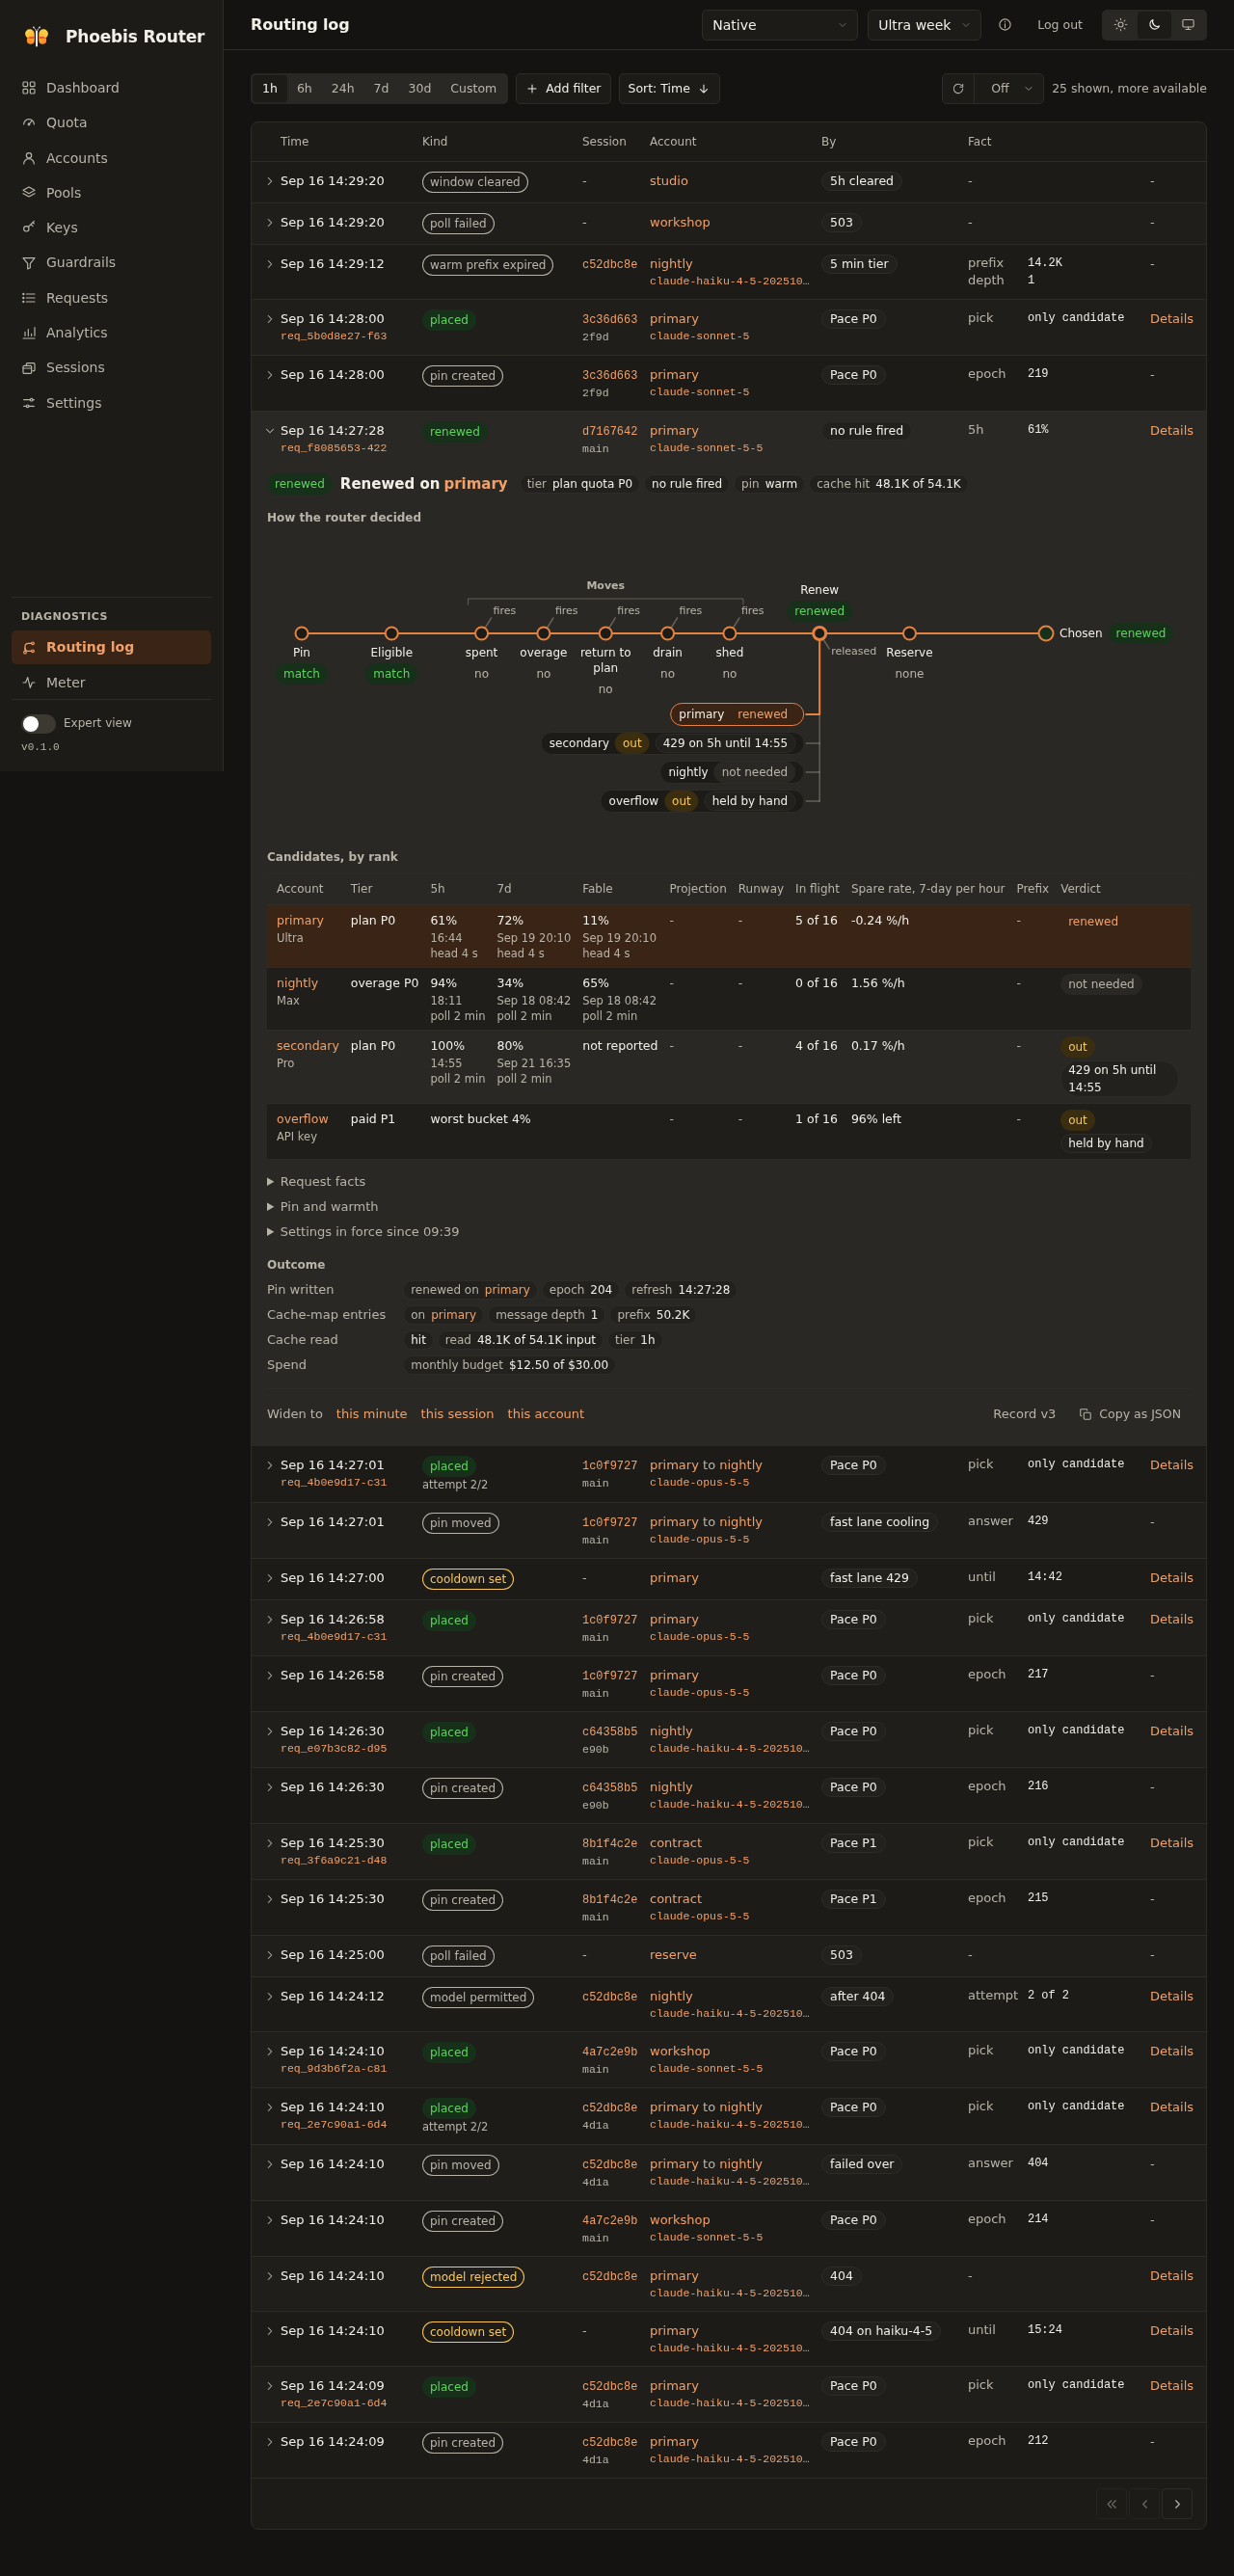 Phoebis Router
Dashboard
Quota
Accounts
Pools
Keys
Guardrails
Requests
Analytics
Sessions
Settings
DIAGNOSTICS
Routing log
Meter
Expert view
v0.1.0
Routing log
Native
Ultra week
Log out
1h 6h 24h 7d 30d Custom
Add filter
Sort: Time
Off
25 shown, more available
Time Kind Session Account By Fact
Sep 16 14:29:20 window cleared - studio 5h cleared - -
Sep 16 14:29:20 poll failed - workshop 503 - -
Sep 16 14:29:12 warm prefix expired c52dbc8e nightly 5 min tier prefix 14.2K -
claude-haiku-4-5-202510… depth 1
Sep 16 14:28:00 placed 3c36d663 primary Pace P0 pick only candidate Details
req_5b0d8e27-f63 2f9d claude-sonnet-5
Sep 16 14:28:00 pin created 3c36d663 primary Pace P0 epoch 219 -
2f9d claude-sonnet-5
Sep 16 14:27:28 renewed d7167642 primary no rule fired 5h 61% Details
req_f8085653-422 main claude-sonnet-5-5
renewed Renewed on primary tier plan quota P0 no rule fired pin warm cache hit 48.1K of 54.1K
How the router decided
Moves
Renew
fires fires fires fires fires renewed
Chosen renewed
released
Pin Eligible spent overage return to plan drain shed Reserve
match match no no no no no none
primary renewed
secondary out 429 on 5h until 14:55
nightly not needed
overflow out held by hand
Candidates, by rank
Account Tier 5h 7d Fable Projection Runway In flight Spare rate, 7-day per hour Prefix Verdict
primary plan P0 61% 72% 11% - - 5 of 16 -0.24 %/h - renewed
Ultra 16:44 Sep 19 20:10 Sep 19 20:10
head 4 s head 4 s head 4 s
nightly overage P0 94% 34% 65% - - 0 of 16 1.56 %/h - not needed
Max 18:11 Sep 18 08:42 Sep 18 08:42
poll 2 min poll 2 min poll 2 min
secondary plan P0 100% 80% not reported - - 4 of 16 0.17 %/h - out
Pro 14:55 Sep 21 16:35 429 on 5h until
poll 2 min poll 2 min 14:55
overflow paid P1 worst bucket 4% - - 1 of 16 96% left - out
API key held by hand
Request facts
Pin and warmth
Settings in force since 09:39
Outcome
Pin written renewed on primary epoch 204 refresh 14:27:28
Cache-map entries on primary message depth 1 prefix 50.2K
Cache read hit read 48.1K of 54.1K input tier 1h
Spend monthly budget $12.50 of $30.00
Widen to this minute this session this account Record v3 Copy as JSON
Sep 16 14:27:01 placed 1c0f9727 primary to nightly Pace P0 pick only candidate Details
req_4b0e9d17-c31 attempt 2/2 main claude-opus-5-5
Sep 16 14:27:01 pin moved 1c0f9727 primary to nightly fast lane cooling answer 429 -
main claude-opus-5-5
Sep 16 14:27:00 cooldown set - primary fast lane 429 until 14:42 Details
Sep 16 14:26:58 placed 1c0f9727 primary Pace P0 pick only candidate Details
req_4b0e9d17-c31 main claude-opus-5-5
Sep 16 14:26:58 pin created 1c0f9727 primary Pace P0 epoch 217 -
main claude-opus-5-5
Sep 16 14:26:30 placed c64358b5 nightly Pace P0 pick only candidate Details
req_e07b3c82-d95 e90b claude-haiku-4-5-202510…
Sep 16 14:26:30 pin created c64358b5 nightly Pace P0 epoch 216 -
e90b claude-haiku-4-5-202510…
Sep 16 14:25:30 placed 8b1f4c2e contract Pace P1 pick only candidate Details
req_3f6a9c21-d48 main claude-opus-5-5
Sep 16 14:25:30 pin created 8b1f4c2e contract Pace P1 epoch 215 -
main claude-opus-5-5
Sep 16 14:25:00 poll failed - reserve 503 - -
Sep 16 14:24:12 model permitted c52dbc8e nightly after 404 attempt 2 of 2 Details
claude-haiku-4-5-202510…
Sep 16 14:24:10 placed 4a7c2e9b workshop Pace P0 pick only candidate Details
req_9d3b6f2a-c81 main claude-sonnet-5-5
Sep 16 14:24:10 placed c52dbc8e primary to nightly Pace P0 pick only candidate Details
req_2e7c90a1-6d4 attempt 2/2 4d1a claude-haiku-4-5-202510…
Sep 16 14:24:10 pin moved c52dbc8e primary to nightly failed over answer 404 -
4d1a claude-haiku-4-5-202510…
Sep 16 14:24:10 pin created 4a7c2e9b workshop Pace P0 epoch 214 -
main claude-sonnet-5-5
Sep 16 14:24:10 model rejected c52dbc8e primary 404 - Details
claude-haiku-4-5-202510…
Sep 16 14:24:10 cooldown set - primary 404 on haiku-4-5 until 15:24 Details
claude-haiku-4-5-202510…
Sep 16 14:24:09 placed c52dbc8e primary Pace P0 pick only candidate Details
req_2e7c90a1-6d4 4d1a claude-haiku-4-5-202510…
Sep 16 14:24:09 pin created c52dbc8e primary Pace P0 epoch 212 -
4d1a claude-haiku-4-5-202510…